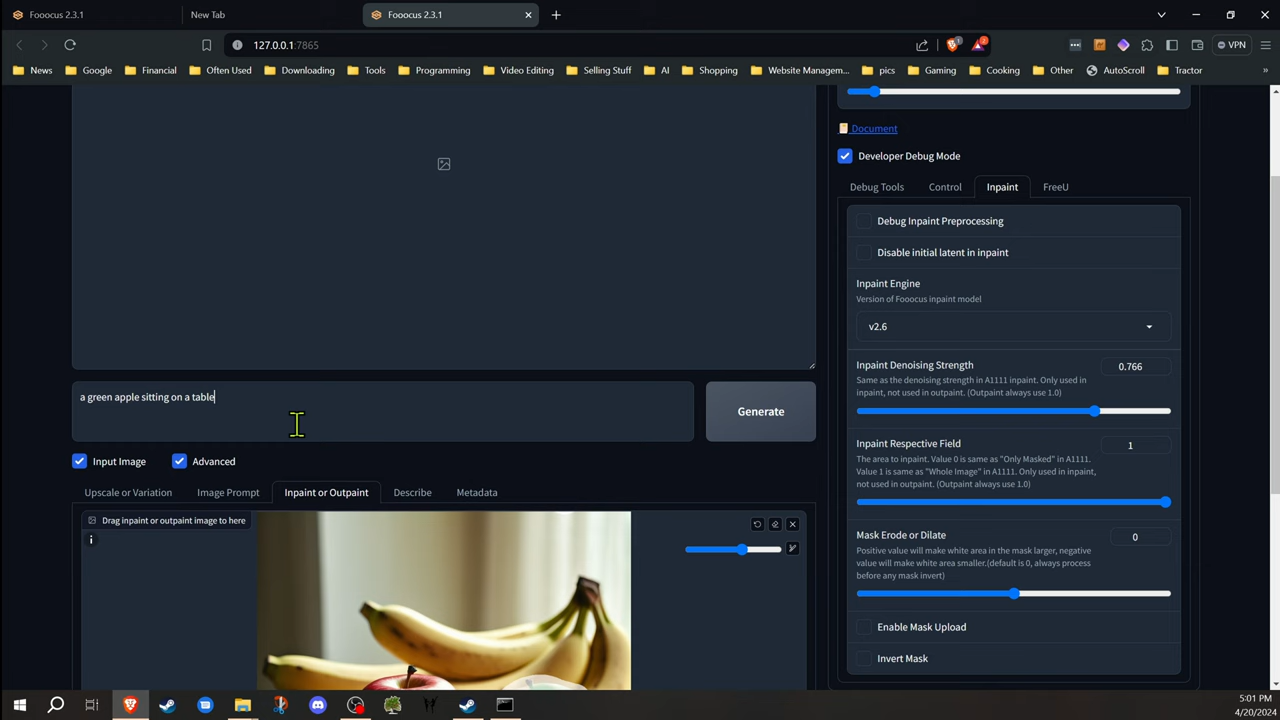 Fooocus 2.3.1
New Tab
Fooocus 2.3.1
127.0.0.1:7865
1
2
VPN
News
Google
Financial
Often Used
Downloading
Tools
Programming
Video Editing
Selling Stuff
AI
Shopping
Website Managem...
pics
Gaming
Cooking
Other
AutoScroll
Tractor
»
Document
Developer Debug Mode
Debug Tools
Control
Inpaint
FreeU
Debug Inpaint Preprocessing
Disable initial latent in inpaint
Inpaint Engine
Version of Fooocus inpaint model
v2.6
Inpaint Denoising Strength
0.766
Same as the denoising strength in A1111 inpaint. Only used in
inpaint, not used in outpaint. (Outpaint always use 1.0)
Inpaint Respective Field
1
The area to inpaint. Value 0 is same as "Only Masked" in A1111.
Value 1 is same as "Whole Image" in A1111. Only used in inpaint,
not used in outpaint. (Outpaint always use 1.0)
Mask Erode or Dilate
0
Positive value will make white area in the mask larger, negative
value will make white area smaller.(default is 0, always process
before any mask invert)
Enable Mask Upload
Invert Mask
a green apple sitting on a table
Generate
Input Image
Advanced
Upscale or Variation
Image Prompt
Inpaint or Outpaint
Describe
Metadata
Drag inpaint or outpaint image to here
i
5:01 PM
4/20/2024